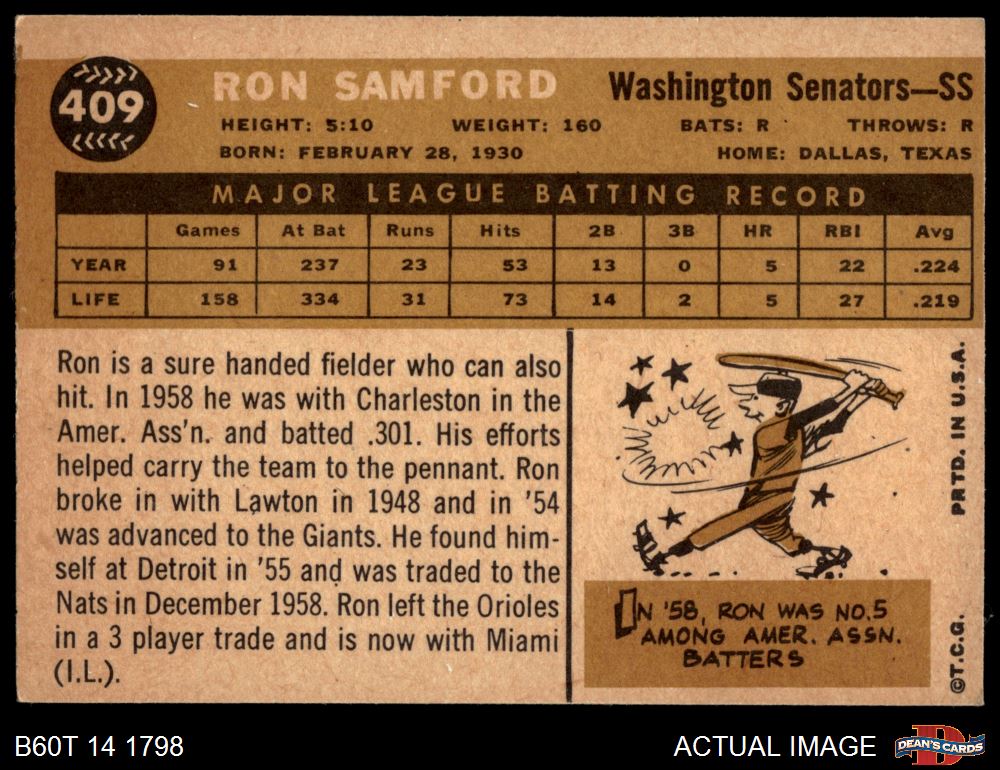 409
RON SAMFORD
Washington Senators—SS
HEIGHT: 5:10 WEIGHT: 160 BATS: R THROWS: R
BORN: FEBRUARY 28, 1930 HOME: DALLAS, TEXAS
MAJOR LEAGUE BATTING RECORD
Games At Bat Runs Hits 2B 3B HR RBI Avg
YEAR 91 237 23 53 13 0 5 22 .224
LIFE 158 334 31 73 14 2 5 27 .219
Ron is a sure handed fielder who can also
hit. In 1958 he was with Charleston in the
Amer. Ass'n. and batted .301. His efforts
helped carry the team to the pennant. Ron
broke in with Lawton in 1948 and in '54
was advanced to the Giants. He found him-
self at Detroit in '55 and was traded to the
Nats in December 1958. Ron left the Orioles
in a 3 player trade and is now with Miami
(I.L.).
IN '58, RON WAS NO.5
AMONG AMER. ASSN.
BATTERS
©T.C.G. PRTD. IN U.S.A.
B60T 14 1798
ACTUAL IMAGE
D
DEAN'S CARDS